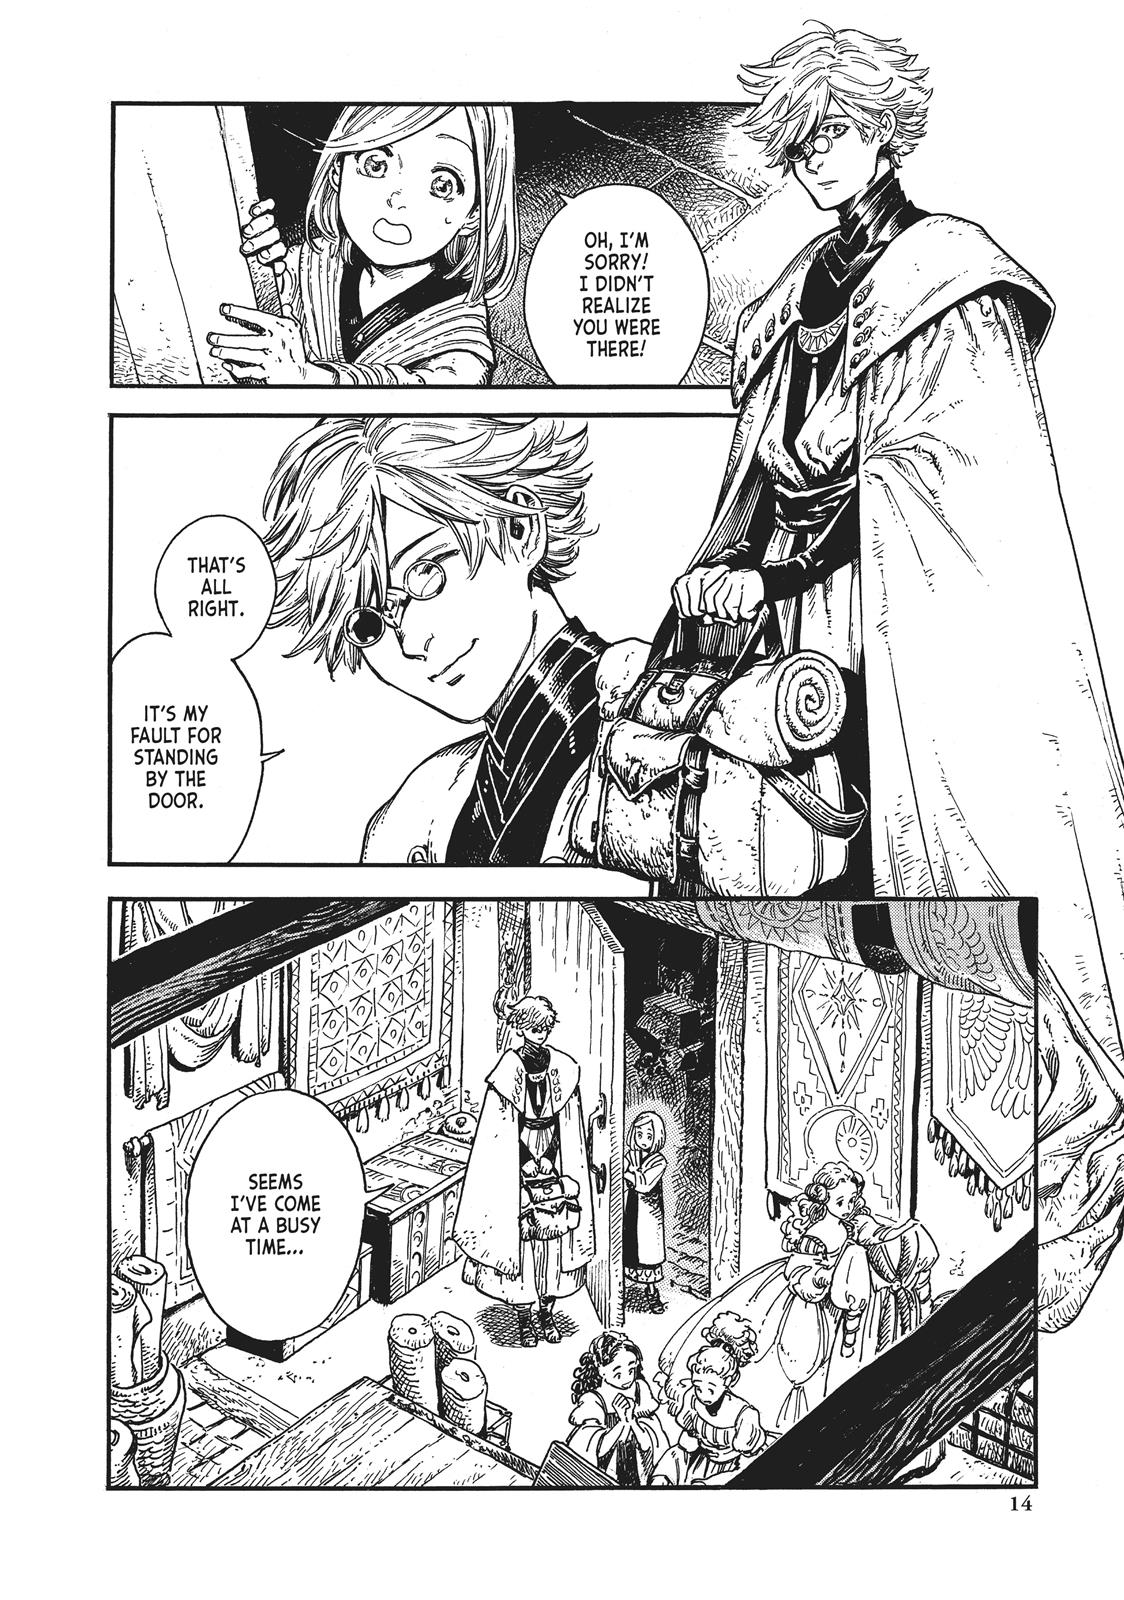 OH, I'M
SORRY!
I DIDN'T
REALIZE
YOU WERE
THERE!
THAT'S
ALL
RIGHT.
IT'S MY
FAULT FOR
STANDING
BY THE
DOOR.
SEEMS
I'VE COME
AT A BUSY
TIME...
14